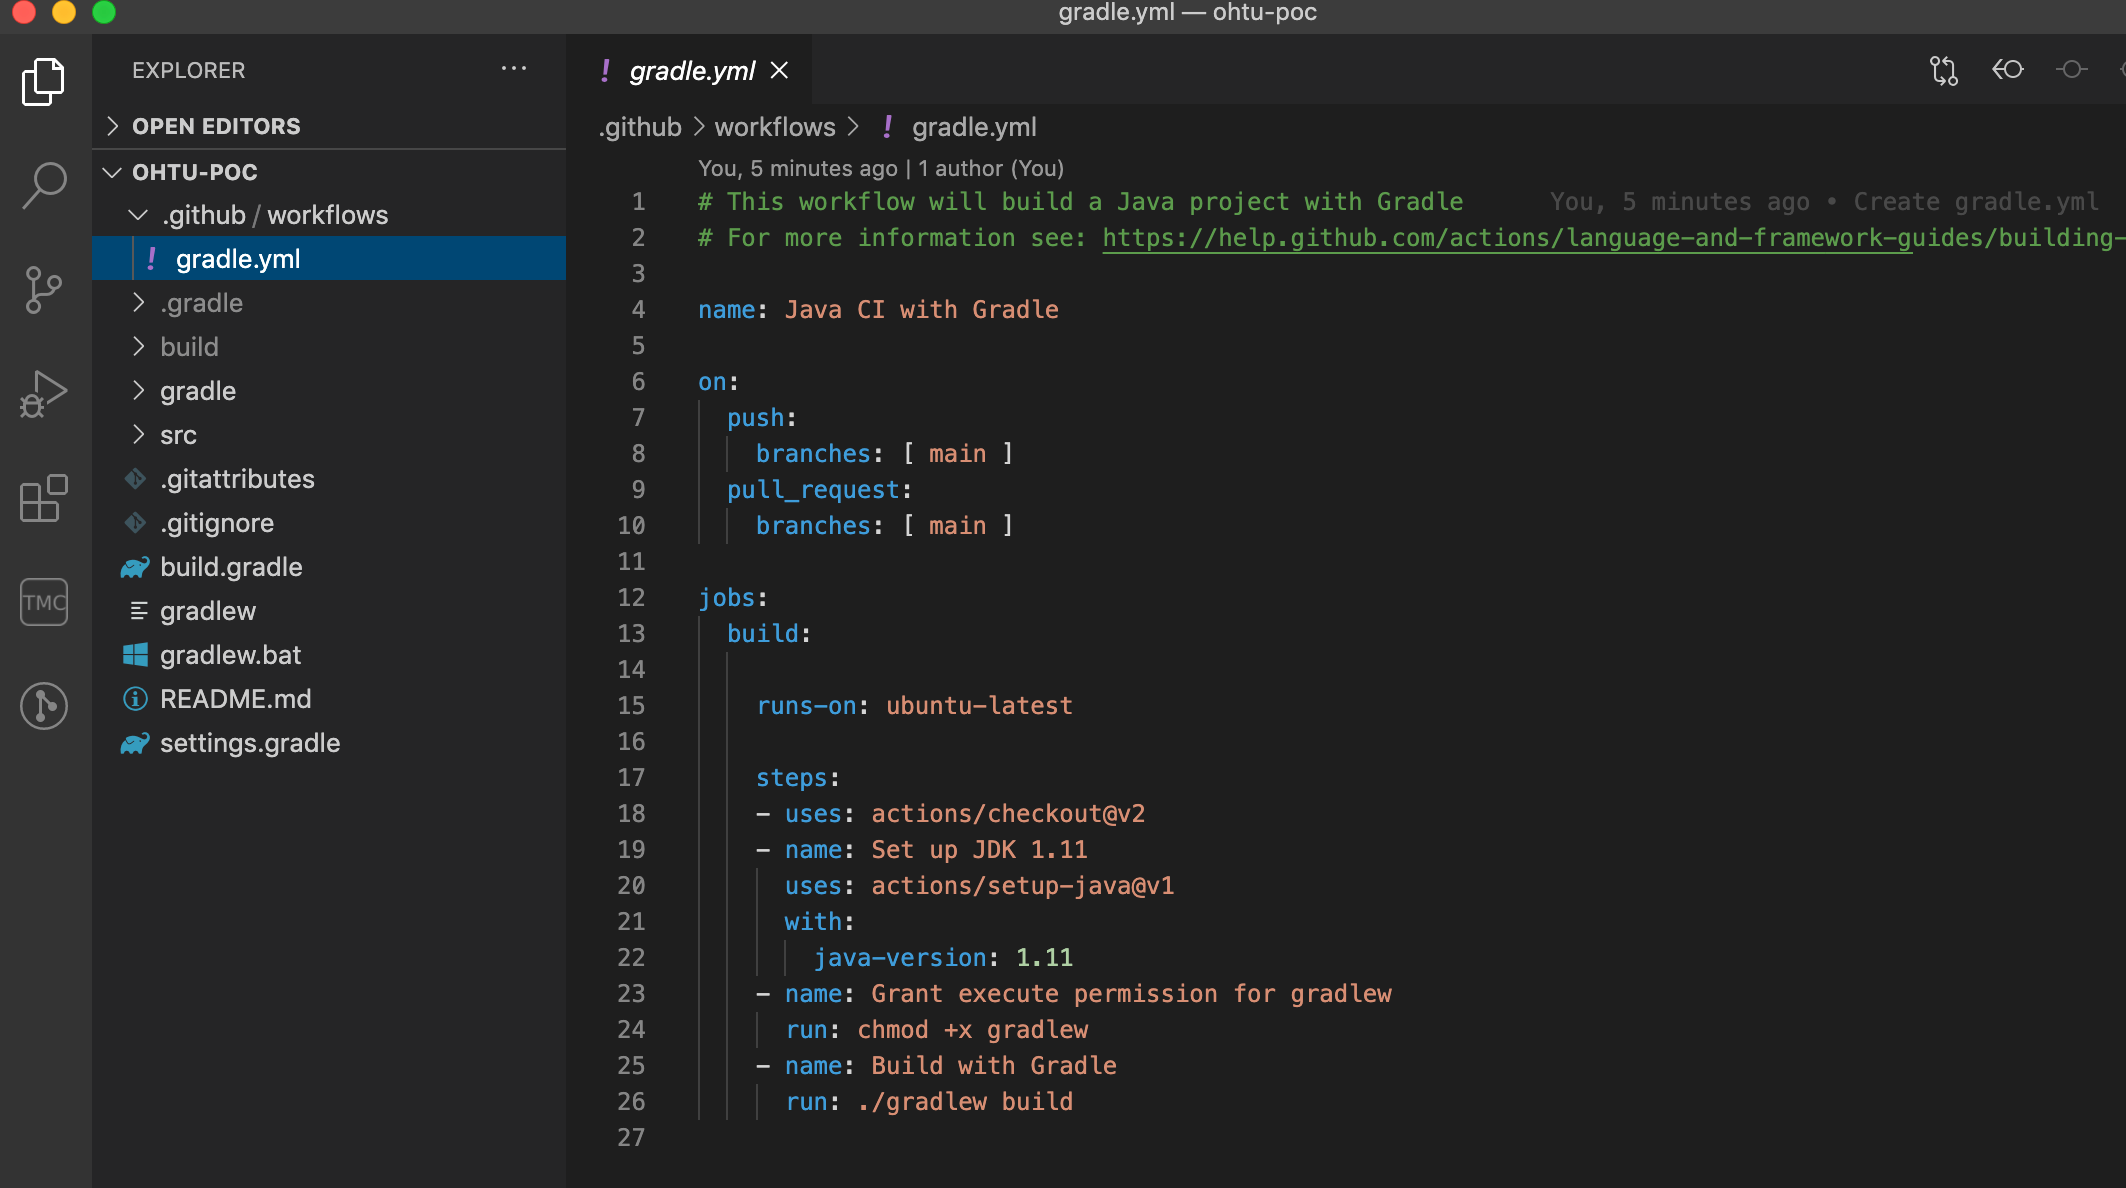 gradle.yml — ohtu-poc
EXPLORER
OPEN EDITORS
OHTU-POC
.github / workflows
! gradle.yml
.gradle
build
gradle
src
.gitattributes
.gitignore
build.gradle
gradlew
gradlew.bat
README.md
settings.gradle
TMC
! gradle.yml
.github > workflows > ! gradle.yml
You, 5 minutes ago | 1 author (You)
1 # This workflow will build a Java project with Gradle You, 5 minutes ago • Create gradle.yml
2 # For more information see: https://help.github.com/actions/language-and-framework-guides/building-
3
4 name: Java CI with Gradle
5
6 on:
7 push:
8 branches: [ main ]
9 pull_request:
10 branches: [ main ]
11
12 jobs:
13 build:
14
15 runs-on: ubuntu-latest
16
17 steps:
18 - uses: actions/checkout@v2
19 - name: Set up JDK 1.11
20 uses: actions/setup-java@v1
21 with:
22 java-version: 1.11
23 - name: Grant execute permission for gradlew
24 run: chmod +x gradlew
25 - name: Build with Gradle
26 run: ./gradlew build
27